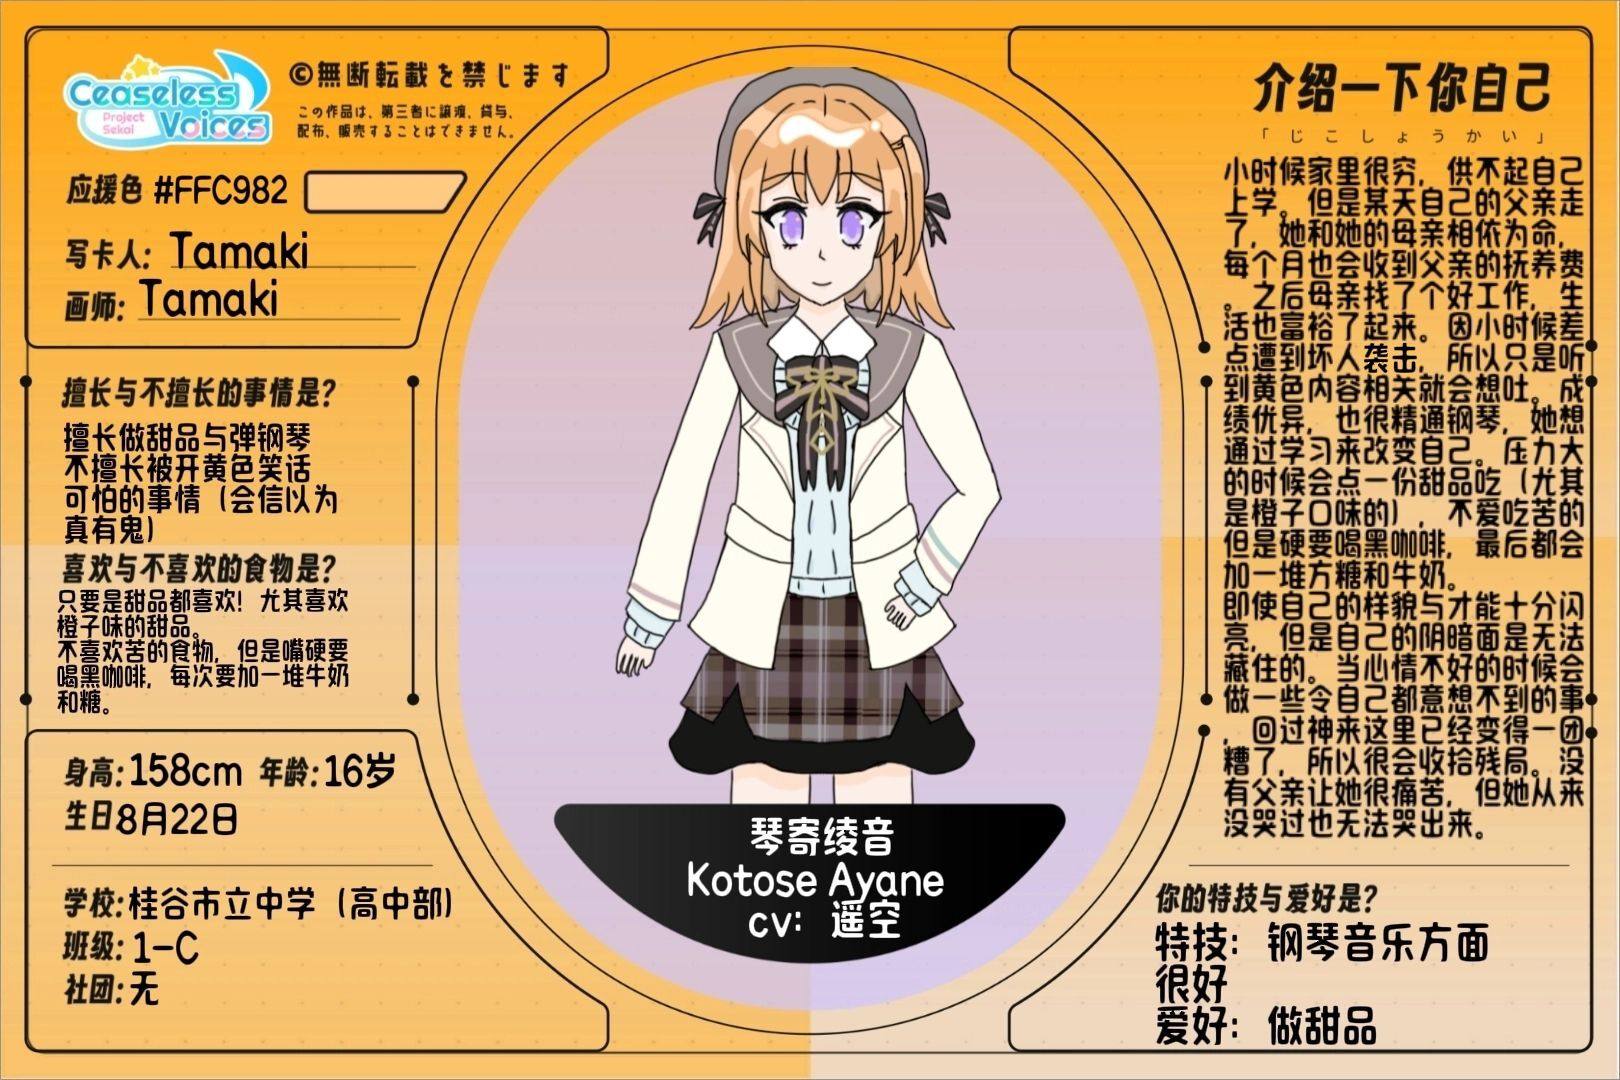 Ceaseless
Project
Sekai
Voices
©無断転載を禁じます
この作品は、第三者に譲渡、貸与、
配布、販売することはできません。
应援色 #FFC982
写卡人: Tamaki
画师: Tamaki
擅长与不擅长的事情是?
擅长做甜品与弹钢琴
不擅长被开黄色笑话
可怕的事情（会信以为
真有鬼）
喜欢与不喜欢的食物是?
只要是甜品都喜欢！尤其喜欢
橙子味的甜品。
不喜欢苦的食物，但是嘴硬要
喝黑咖啡，每次要加一堆牛奶
和糖。
身高:158cm 年龄:16岁
生日:8月22日
学校:桂谷市立中学（高中部）
班级: 1-C
社团:无
琴寄绫音
Kotose Ayane
cv: 遥空
介绍一下你自己
「じこしょうかい」
小时候家里很穷，供不起自己
上学。但是某天自己的父亲走
了，她和她的母亲相依为命，
每个月也会收到父亲的抚养费
。之后母亲找了个好工作，生
活也富裕了起来。因小时候差
点遭到坏人袭击，所以只是听
到黄色内容相关就会想吐。成
绩优异，也很精通钢琴，她想
通过学习来改变自己。压力大
的时候会点一份甜品吃（尤其
是橙子口味的），不爱吃苦的
但是硬要喝黑咖啡，最后都会
加一堆方糖和牛奶。
即使自己的样貌与才能十分闪
亮，但是自己的阴暗面是无法
藏住的。当心情不好的时候会
做一些令自己都意想不到的事
，回过神来这里已经变得一团
糟了，所以很会收拾残局。没
有父亲让她很痛苦，但她从来
没哭过也无法哭出来。
你的特技与爱好是?
特技：钢琴音乐方面
很好
爱好：做甜品